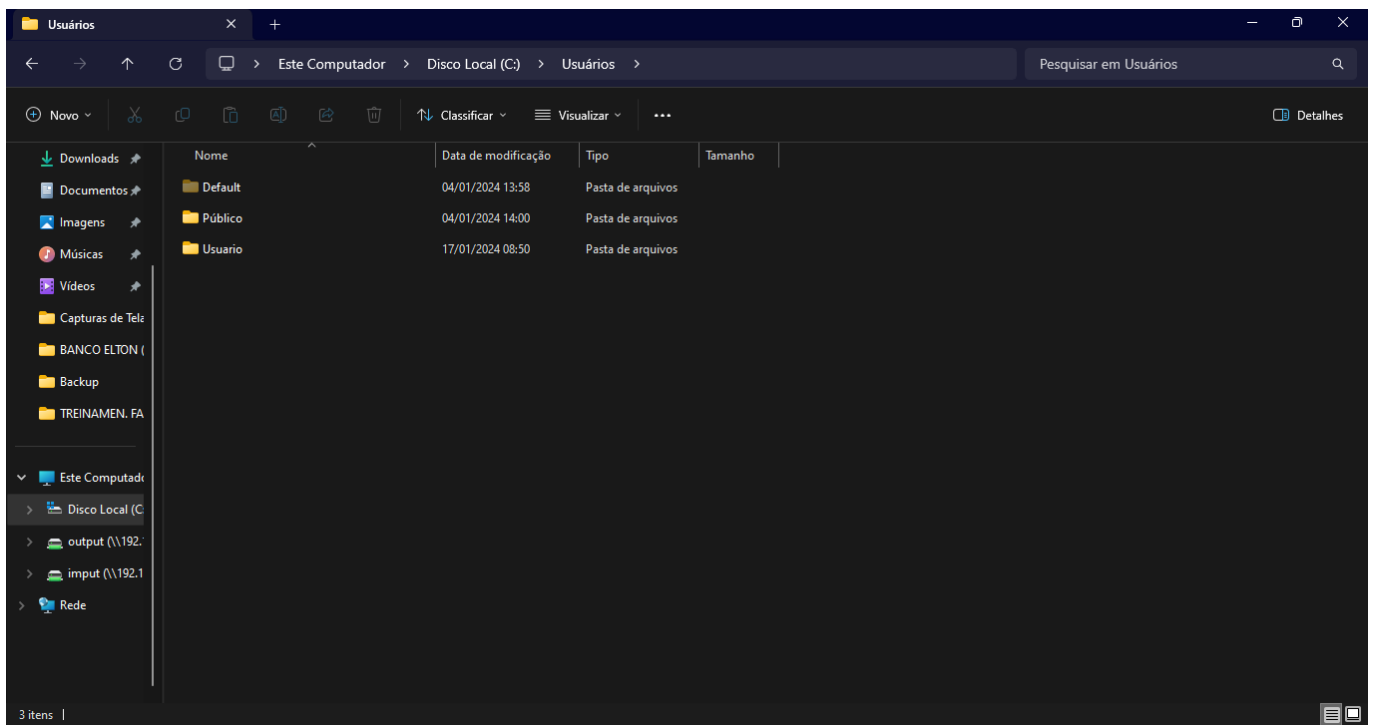 Usuários
Este Computador > Disco Local (C:) > Usuários >
Pesquisar em Usuários
Novo
Classificar
Visualizar
Detalhes
Downloads
Documentos
Imagens
Músicas
Vídeos
Capturas de Tela
BANCO ELTON (
Backup
TREINAMEN. FA
Este Computado
Disco Local (C:
output (\\192.
imput (\\192.1
Rede
Nome Data de modificação Tipo Tamanho
Default 04/01/2024 13:58 Pasta de arquivos
Público 04/01/2024 14:00 Pasta de arquivos
Usuario 17/01/2024 08:50 Pasta de arquivos
3 itens